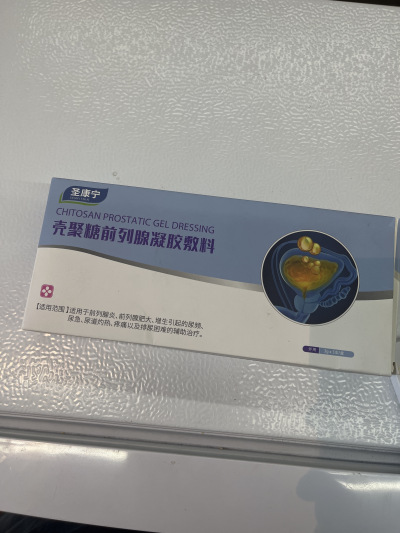 圣康宁
CHITOSAN PROSTATIC GEL DRESSING
壳聚糖前列腺凝胶敷料
【适用范围】适用于前列腺炎、前列腺肥大、增生引起的尿频、
尿急、尿道灼热、疼痛以及排尿困难的辅助治疗。